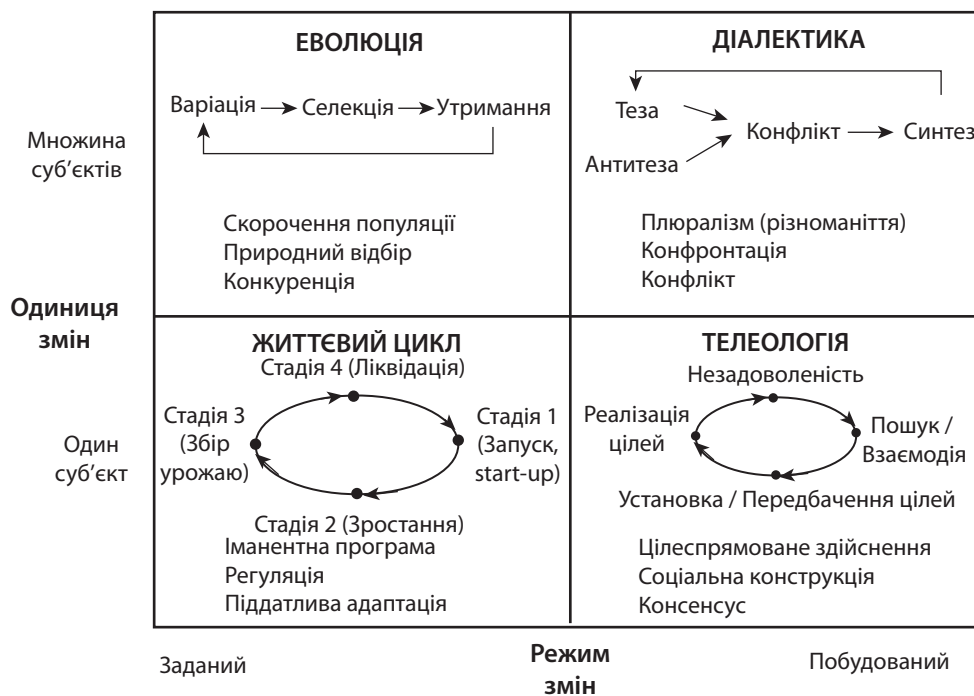 ЕВОЛЮЦІЯ
Варіація Селекція Утримання
Скорочення популяції
Природний відбір
Конкуренція
ДІАЛЕКТИКА
Теза
Антитеза
Конфлікт Синтез
Плюралізм (різноманіття)
Конфронтація
Конфлікт
Множина
суб’єктів
Одиниця
змін
Один
суб’єкт
ЖИТТЄВИЙ ЦИКЛ
Стадія 4 (Ліквідація)
Стадія 3
(Збір
урожаю)
Стадія 1
(Запуск,
start-up)
Стадія 2 (Зростання)
Іманентна програма
Регуляція
Піддатлива адаптація
ТЕЛЕОЛОГІЯ
Незадоволеність
Реалізація
цілей
Пошук /
Взаємодія
Установка / Передбачення цілей
Цілеспрямоване здійснення
Соціальна конструкція
Консенсус
Заданий
Режим
змін
Побудований